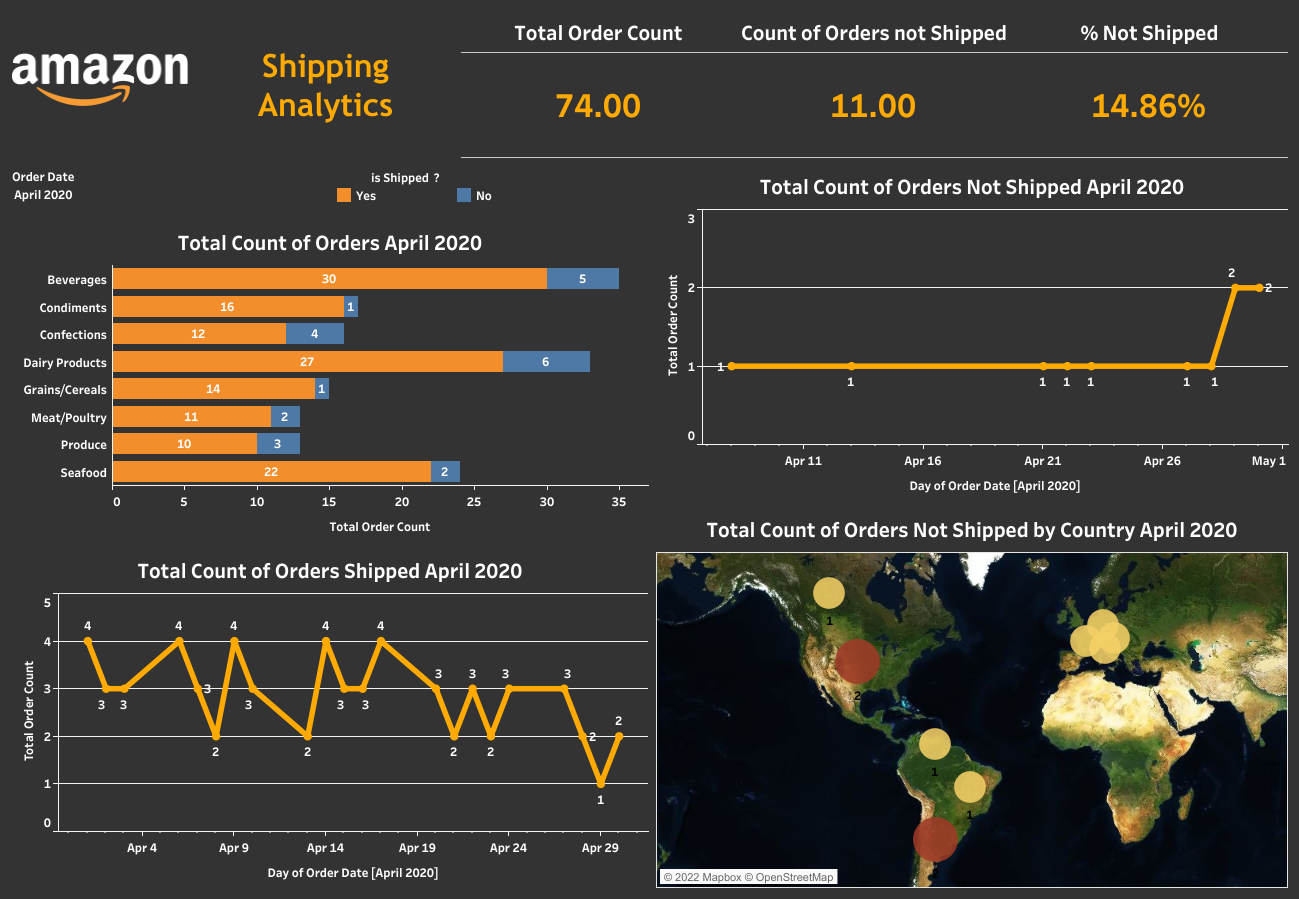 amazon
Shipping
Analytics
Total Order Count
Count of Orders not Shipped
% Not Shipped
74.00
11.00
14.86%
Order Date
April 2020
is Shipped ?
Yes
No
Total Count of Orders April 2020
Beverages 30 5
Condiments 16 1
Confections 12 4
Dairy Products 27 6
Grains/Cereals 14 1
Meat/Poultry 11 2
Produce 10 3
Seafood 22 2
0 5 10 15 20 25 30 35
Total Order Count
Total Count of Orders Not Shipped April 2020
Total Order Count
3
2
1
0
2
2
1
1 1 1 1 1 1
Apr 11 Apr 16 Apr 21 Apr 26 May 1
Day of Order Date [April 2020]
Total Count of Orders Shipped April 2020
Total Order Count
5
4
3
2
1
0
4 4 4 4 4
3 3 3 3
3
3 3 3 3 3
2 2 2 2
2
2
1
Apr 4 Apr 9 Apr 14 Apr 19 Apr 24 Apr 29
Day of Order Date [April 2020]
Total Count of Orders Not Shipped by Country April 2020
1
2
1
1
© 2022 Mapbox © OpenStreetMap